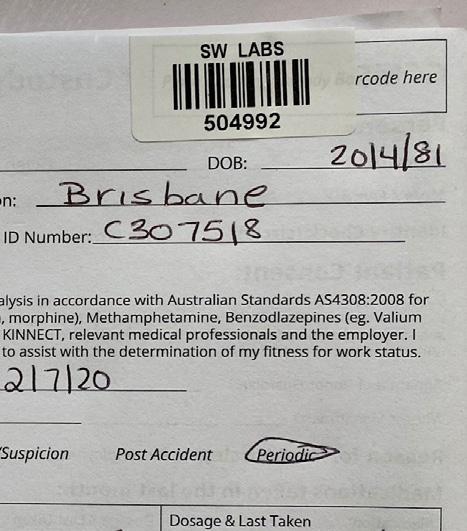 SW LABS
504992
rcode here
DOB: 20/4/81
on: Brisbane
ID Number: C307518
alysis in accordance with Australian Standards AS4308:2008 for
, morphine), Methamphetamine, Benzodlazepines (eg. Valium
KINNECT, relevant medical professionals and the employer. I
to assist with the determination of my fitness for work status.
2/7/20
/Suspicion Post Accident Periodic
Dosage & Last Taken